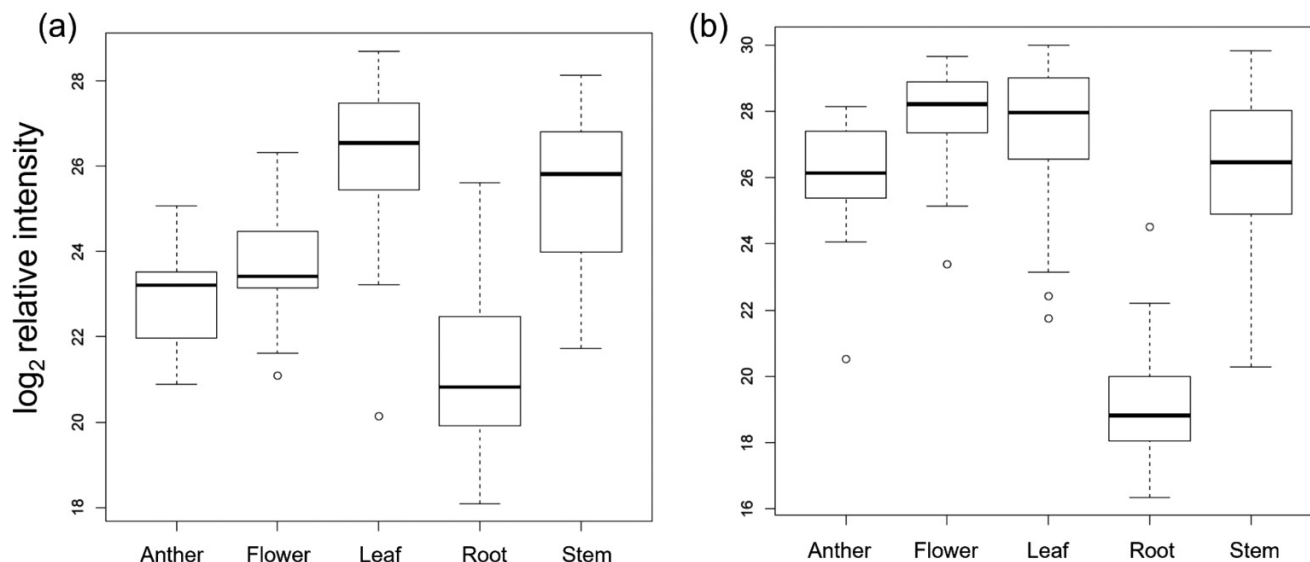 (a)
log2 relative intensity
28
26
24
22
20
18
Anther Flower Leaf Root Stem
(b)
30
28
26
24
22
20
18
16
Anther Flower Leaf Root Stem